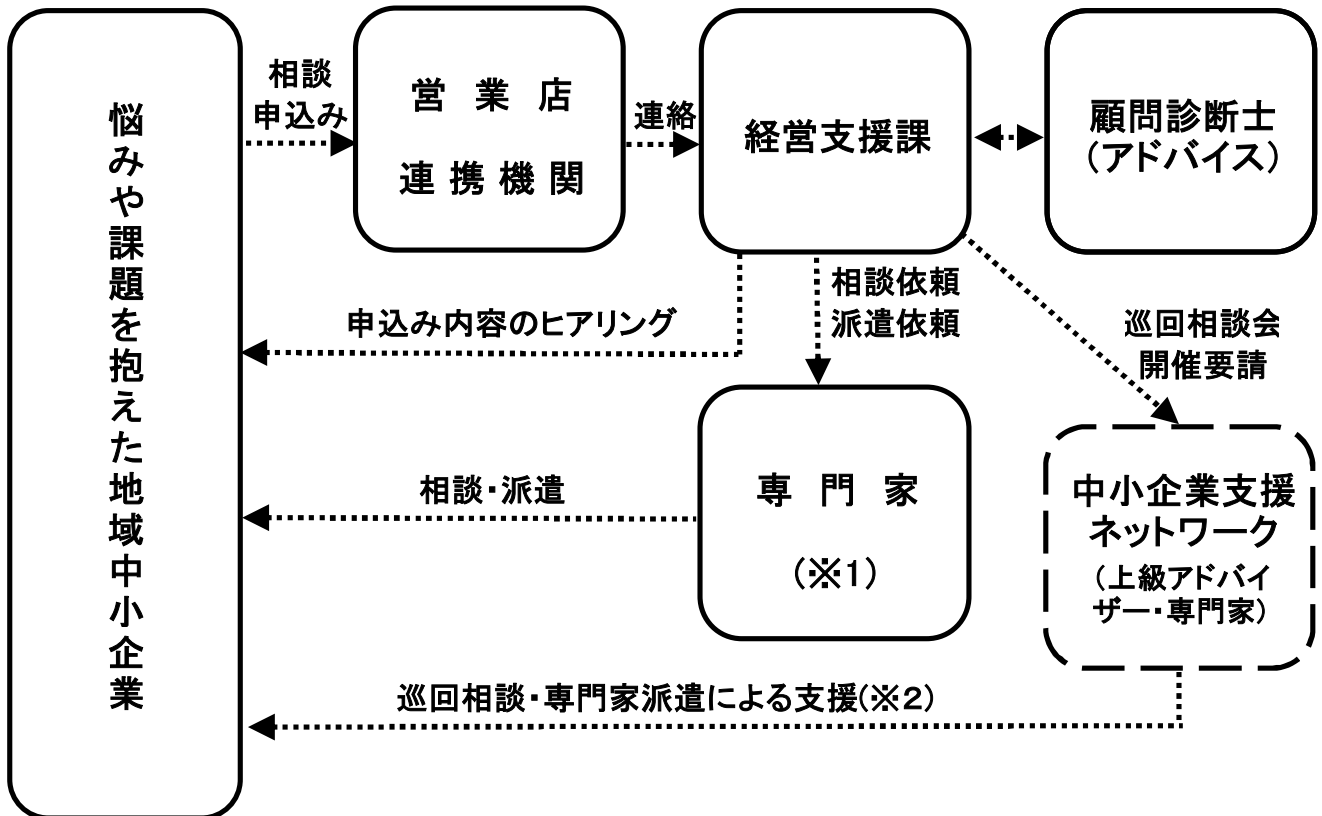 悩みや課題を抱えた地域中小企業
相談
申込み
営業店
連携機関
連絡
経営支援課
顧問診断士
(アドバイス)
申込み内容のヒアリング
相談依頼
派遣依頼
巡回相談会
開催要請
相談・派遣
専門家
(※1)
中小企業支援
ネットワーク
(上級アドバイ
ザー・専門家)
巡回相談・専門家派遣による支援(※2)